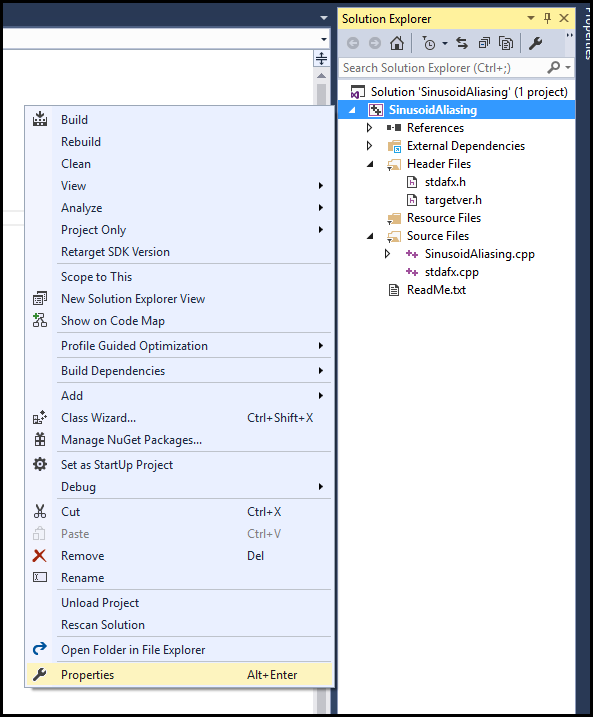 Solution Explorer
Properties
Search Solution Explorer (Ctrl+;)
Solution 'SinusoidAliasing' (1 project)
SinusoidAliasing
References
External Dependencies
Header Files
stdafx.h
targetver.h
Resource Files
Source Files
SinusoidAliasing.cpp
stdafx.cpp
ReadMe.txt
Build
Rebuild
Clean
View
Analyze
Project Only
Retarget SDK Version
Scope to This
New Solution Explorer View
Show on Code Map
Profile Guided Optimization
Build Dependencies
Add
Class Wizard... Ctrl+Shift+X
Manage NuGet Packages...
Set as StartUp Project
Debug
Cut Ctrl+X
Paste Ctrl+V
Remove Del
Rename
Unload Project
Rescan Solution
Open Folder in File Explorer
Properties Alt+Enter